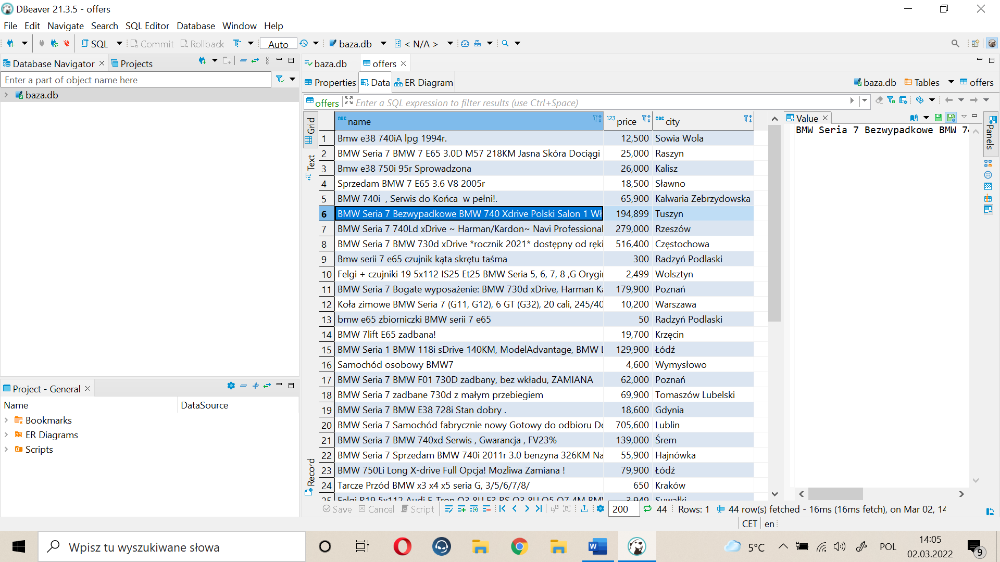 DBeaver 21.3.5 - offers
File Edit Navigate Search SQL Editor Database Window Help
SQL Commit Rollback Auto baza.db < N/A >
Database Navigator Projects
Enter a part of object name here
baza.db
baza.db offers
Properties Data ER Diagram baza.db Tables offers
offers Enter a SQL expression to filter results (use Ctrl+Space)
Grid
Text
Record
ABC name 123 price ABC city
1 Bmw e38 740iA lpg 1994r. 12,500 Sowia Wola
2 BMW Seria 7 BMW 7 E65 3.0D M57 218KM Jasna Skóra Dociągi 25,000 Raszyn
3 Bmw e38 750i 95r Sprowadzona 26,000 Kalisz
4 Sprzedam BMW 7 E65 3.6 V8 2005r 18,500 Sławno
5 BMW 740i , Serwis do Końca w pełni!. 65,900 Kalwaria Zebrzydowska
6 BMW Seria 7 Bezwypadkowe BMW 740 Xdrive Polski Salon 1 Wł 194,899 Tuszyn
7 BMW Seria 7 740Ld xDrive ~ Harman/Kardon~ Navi Professional 279,000 Rzeszów
8 BMW Seria 7 BMW 730d xDrive *rocznik 2021* dostępny od ręki 516,400 Częstochowa
9 Bmw serii 7 e65 czujnik kąta skrętu taśma 300 Radzyń Podlaski
10 Felgi + czujniki 19 5x112 IS25 Et25 BMW Seria 5, 6, 7, 8 ,G Orygin 2,499 Wolsztyn
11 BMW Seria 7 Bogate wyposażenie: BMW 730d xDrive, Harman Ka 179,900 Poznań
12 Koła zimowe BMW Seria 7 (G11, G12), 6 GT (G32), 20 cali, 245/40 10,200 Warszawa
13 bmw e65 zbiorniczki BMW serii 7 e65 50 Radzyń Podlaski
14 BMW 7lift E65 zadbana! 19,700 Krzęcin
15 BMW Seria 1 BMW 118i sDrive 140KM, ModelAdvantage, BMW L 129,900 Łódź
16 Samochód osobowy BMW7 4,600 Wymysłowo
17 BMW Seria 7 BMW F01 730D zadbany, bez wkładu, ZAMIANA 62,000 Poznań
18 BMW Seria 7 zadbane 730d z małym przebiegiem 69,900 Tomaszów Lubelski
19 BMW Seria 7 BMW E38 728i Stan dobry . 18,600 Gdynia
20 BMW Seria 7 Samochód fabrycznie nowy Gotowy do odbioru De 705,600 Lublin
21 BMW Seria 7 BMW 740xd Serwis , Gwarancja , FV23% 139,000 Śrem
22 BMW Seria 7 Sprzedam BMW 740i 2011r 3.0 benzyna 326KM Na 55,900 Hajnówka
23 BMW 750Li Long X-drive Full Opcja! Mozliwa Zamiana ! 79,900 Łódź
24 Tarcze Przód BMW x3 x4 x5 seria G, 3/5/6/7/8/ 650 Kraków
25 Felgi R19 5x112 Audi E-Tron Q3 8U F3 RS Q3 8U Q5 Q7 4M BMW 3,949 Suwałki
Value
BMW Seria 7 Bezwypadkowe BMW 74
Panels
Project - General
Name DataSource
Bookmarks
ER Diagrams
Scripts
Save Cancel Script 200 44 Rows: 1 44 row(s) fetched - 16ms (16ms fetch), on Mar 02, 14
CET en
Wpisz tu wyszukiwane słowa
5°C POL 14:05
02.03.2022
9